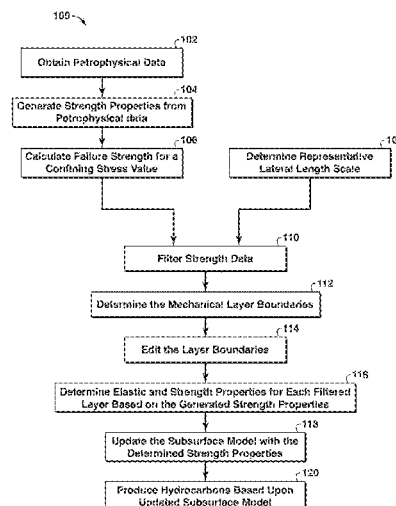 100
102
Obtain Petrophysical Data
104
Generate Strength Properties from
Petrophysical data
106
Calculate Failure Strength for a
Confining Stress Value
10
Determine Representative
Lateral Length Scale
110
Filter Strength Data
112
Determine the Mechanical Layer Boundaries
114
Edit the Layer Boundaries
116
Determine Elastic and Strength Properties for Each Filtered
Layer Based on the Generated Strength Properties
118
Update the Subsurface Model with the
Determined Strength Properties
120
Produce Hydrocarbons Based Upon
Updated Subsurface Model